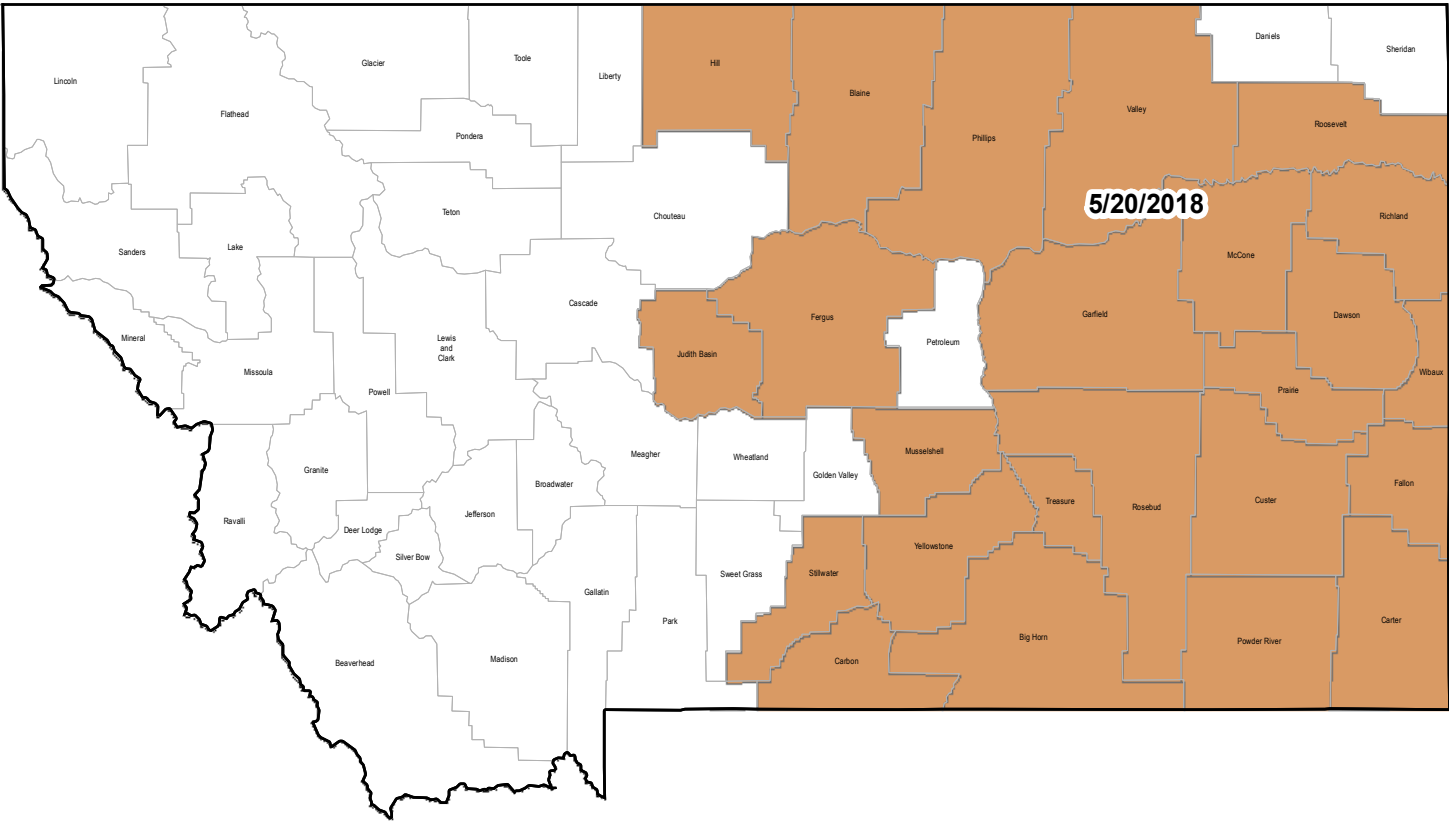 Daniels
Sheridan
Toole
Glacier
Hill
Liberty
Lincoln
Blaine
Valley
Flathead
Roosevelt
Pondera
Phillips
5/20/2018
Teton
Chouteau
Richland
Lake
Sanders
McCone
Cascade
Garfield
Dawson
Fergus
Mineral
Lewis
and
Clark
Petroleum
Judith Basin
Missoula
Wibaux
Powell
Prairie
Musselshell
Meagher
Wheatland
Granite
Golden Valley
Broadwater
Fallon
Treasure
Custer
Rosebud
Jefferson
Ravalli
Deer Lodge
Yellowstone
Silver Bow
Sweet Grass
Stillwater
Gallatin
Park
Carter
Big Horn
Powder River
Madison
Carbon
Beaverhead